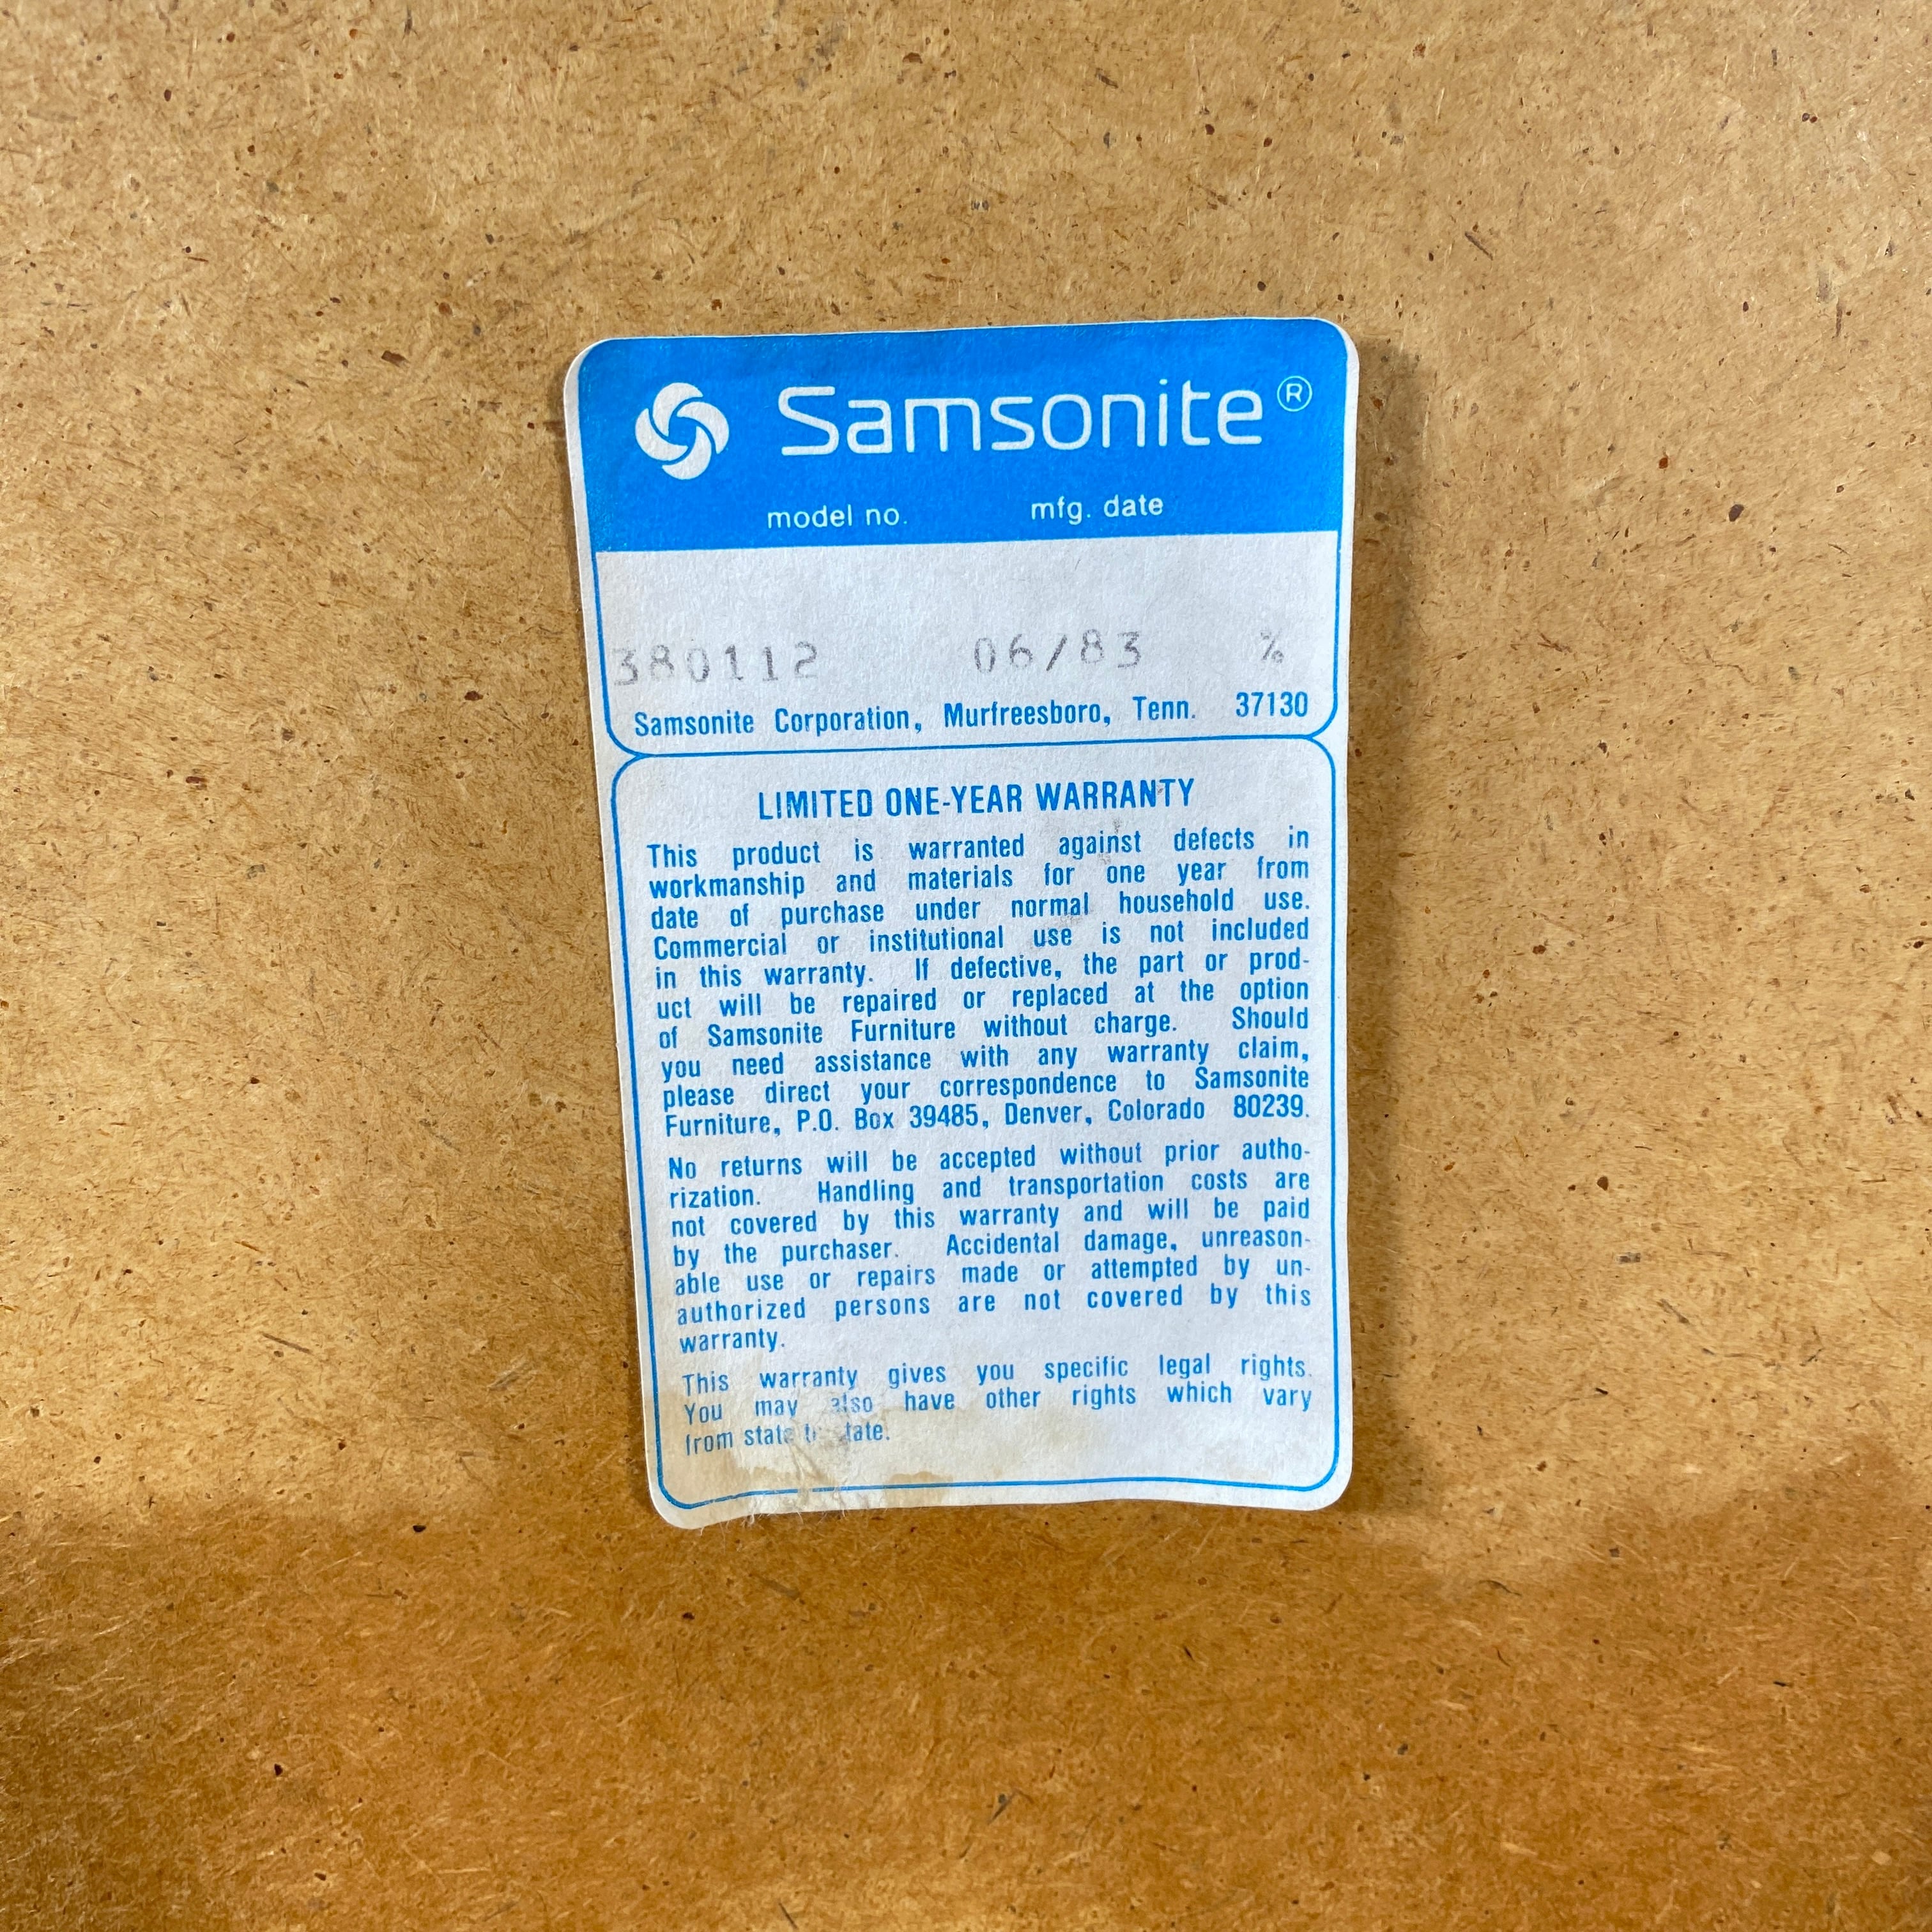 Samsonite®
model no. mfg. date
380112 06/83 %
Samsonite Corporation, Murfreesboro, Tenn. 37130
LIMITED ONE-YEAR WARRANTY
This product is warranted against defects in
workmanship and materials for one year from
date of purchase under normal household use.
Commercial or institutional use is not included
in this warranty. If defective, the part or prod-
uct will be repaired or replaced at the option
of Samsonite Furniture without charge. Should
you need assistance with any warranty claim,
please direct your correspondence to Samsonite
Furniture, P.O. Box 39485, Denver, Colorado 80239.
No returns will be accepted without prior autho-
rization. Handling and transportation costs are
not covered by this warranty and will be paid
by the purchaser. Accidental damage, unreason-
able use or repairs made or attempted by un-
authorized persons are not covered by this
warranty.
This warranty gives you specific legal rights.
You may also have other rights which vary
from state to state.